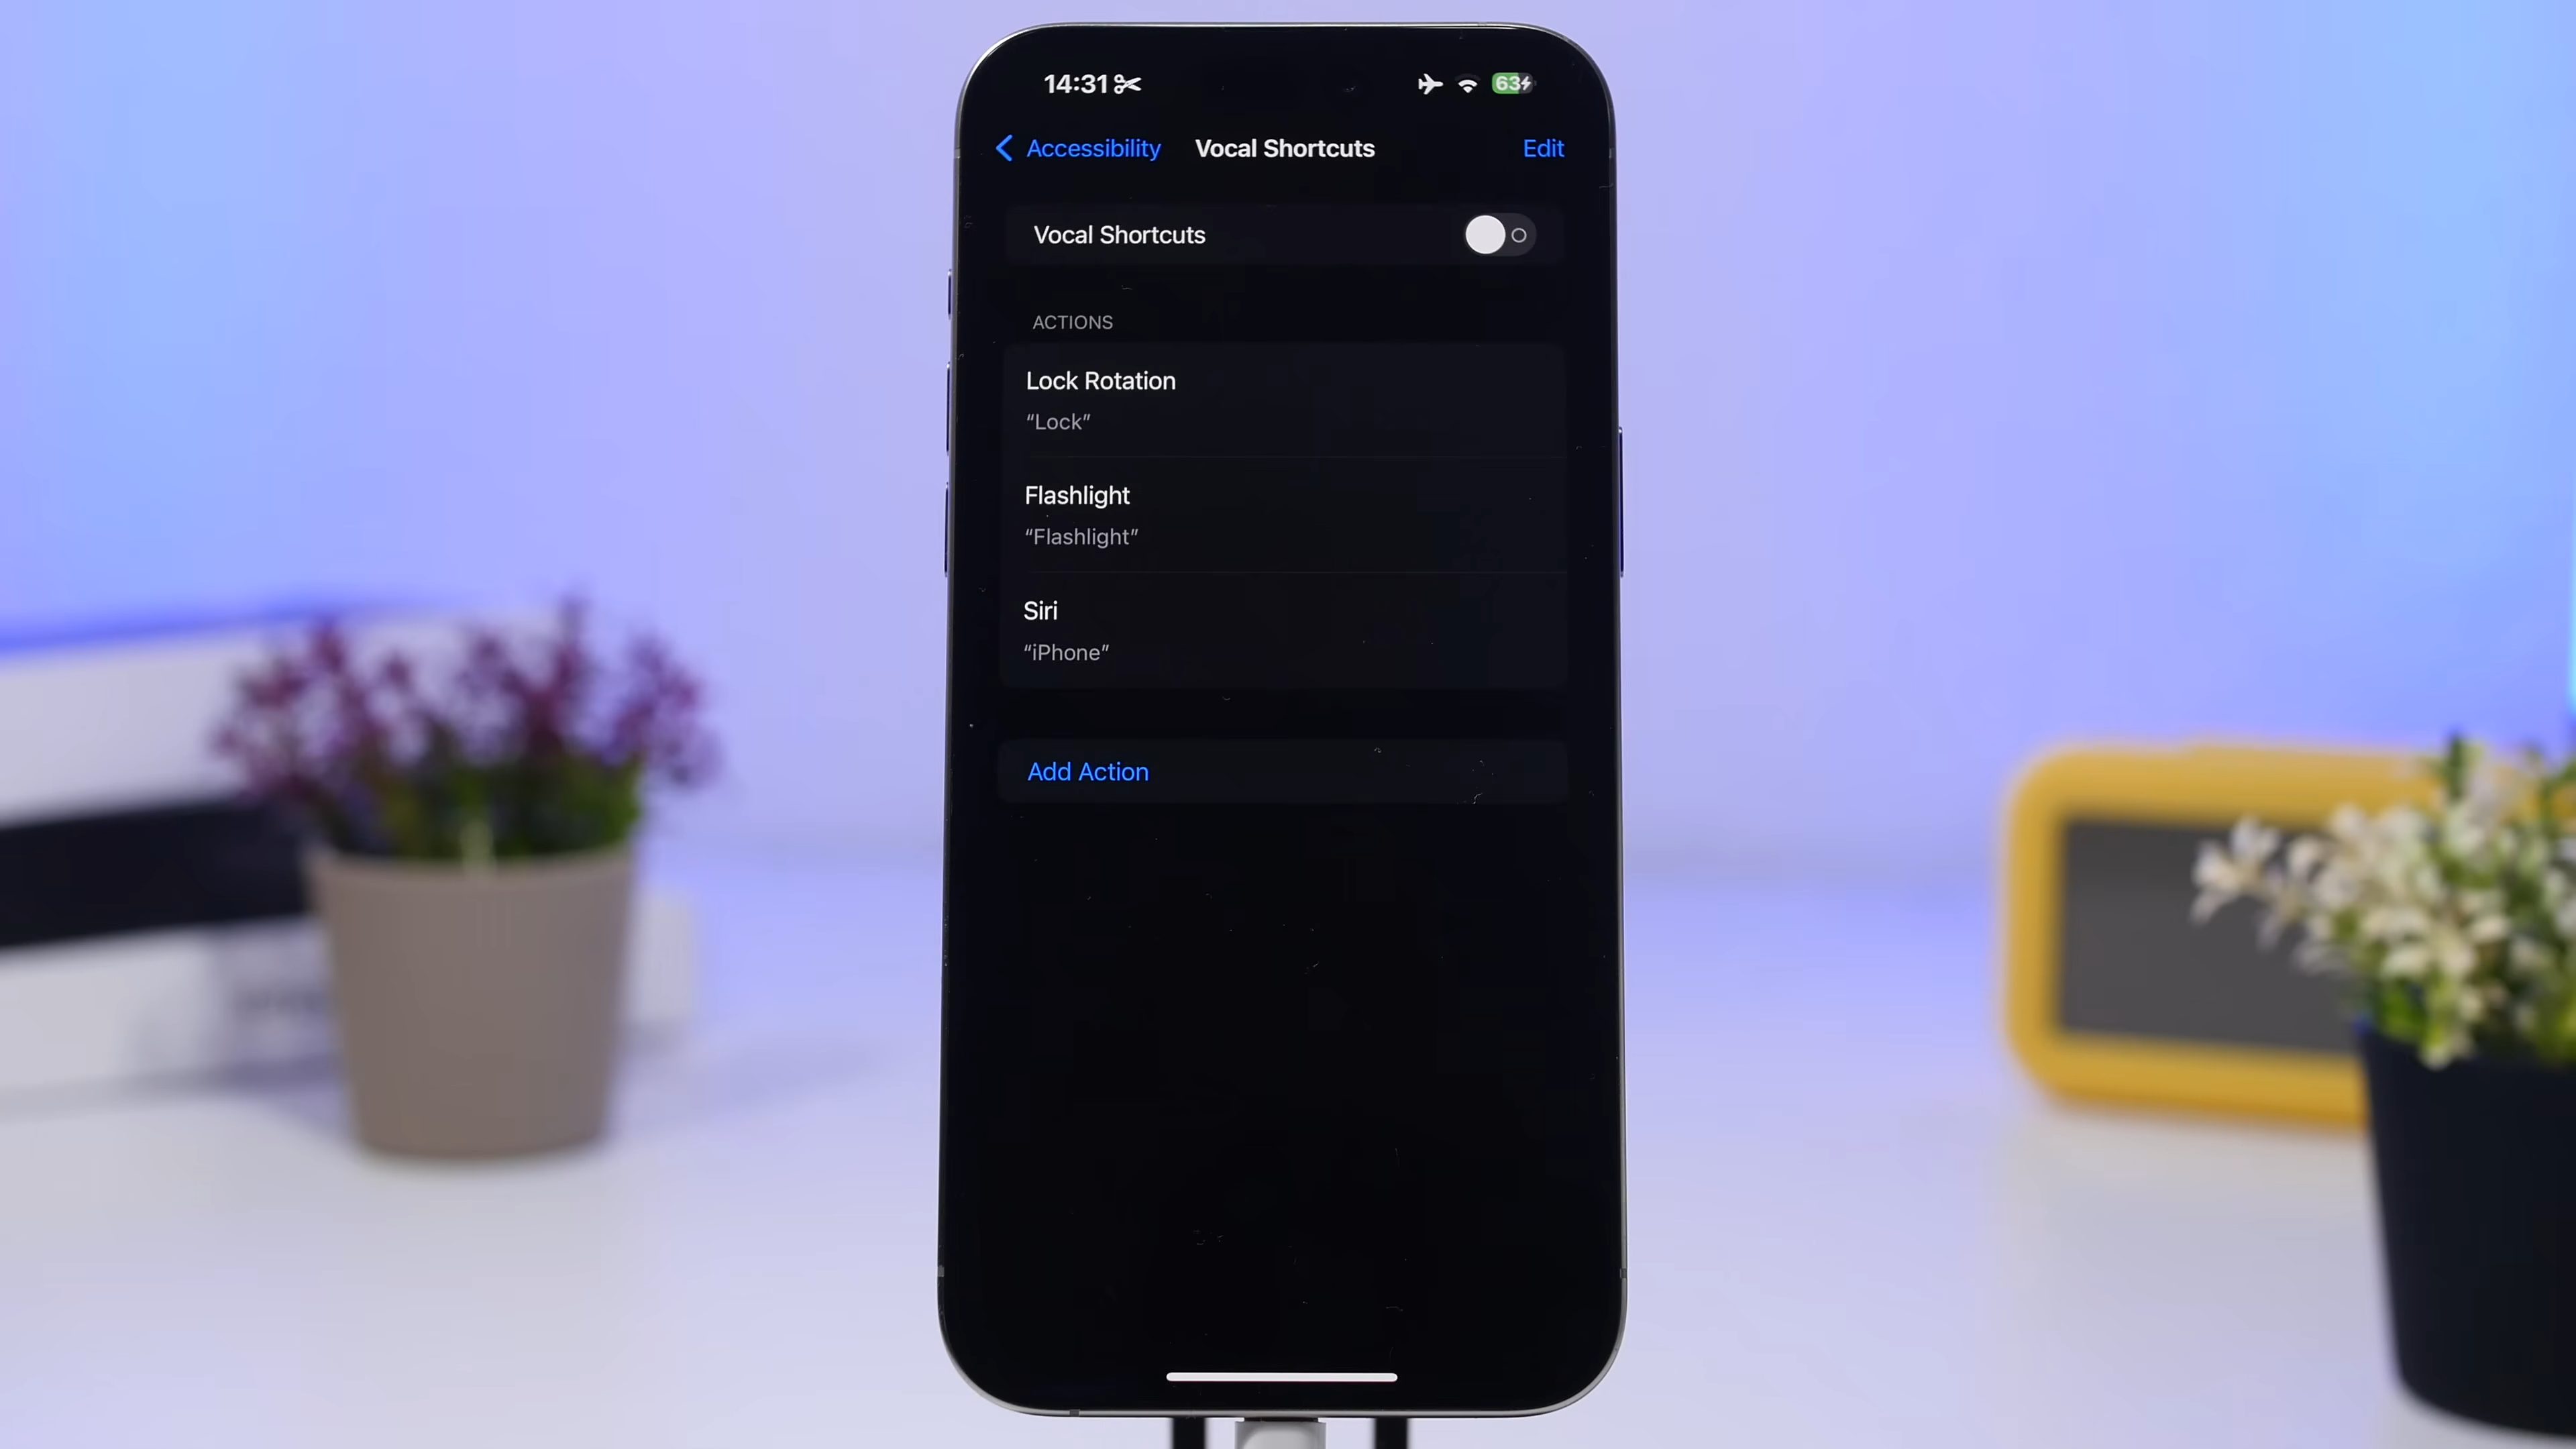 14:31
63
Accessibility
Vocal Shortcuts
Edit
Vocal Shortcuts
ACTIONS
Lock Rotation
“Lock”
Flashlight
“Flashlight”
Siri
“iPhone”
Add Action